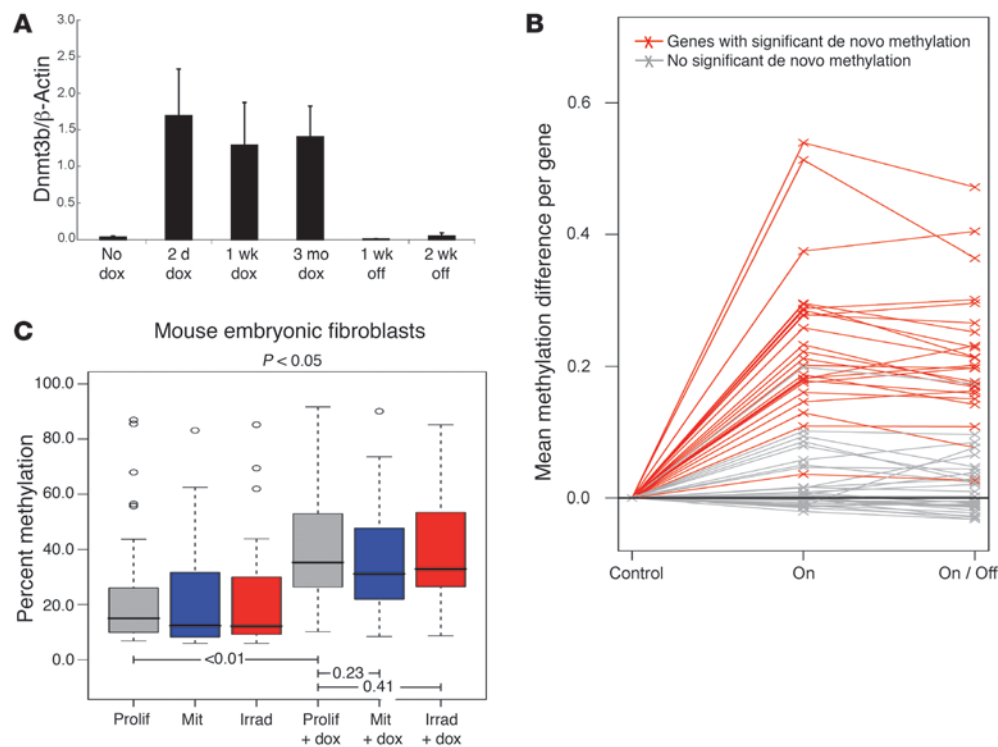 A
Dnmt3b/β-Actin
3.0
2.5
2.0
1.5
1.0
0.5
0.0
No dox
2 d dox
1 wk dox
3 mo dox
1 wk off
2 wk off
B
Genes with significant de novo methylation
No significant de novo methylation
Mean methylation difference per gene
0.6
0.4
0.2
0.0
Control
On
On / Off
C
Mouse embryonic fibroblasts
P < 0.05
Percent methylation
100.0
80.0
60.0
40.0
20.0
0.0
<0.01
0.23
0.41
Prolif
Mit
Irrad
Prolif + dox
Mit + dox
Irrad + dox